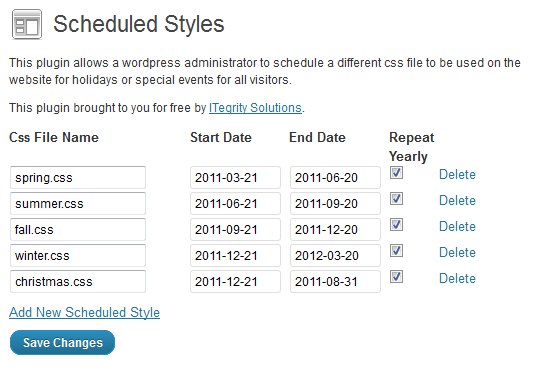 Scheduled Styles
This plugin allows a wordpress administrator to schedule a different css file to be used on the
website for holidays or special events for all visitors.
This plugin brought to you for free by ITegrity Solutions.
Css File Name Start Date End Date Repeat Yearly
spring.css 2011-03-21 2011-06-20 Delete
summer.css 2011-06-21 2011-09-20 Delete
fall.css 2011-09-21 2011-12-20 Delete
winter.css 2011-12-21 2012-03-20 Delete
christmas.css 2011-12-21 2011-08-31 Delete
Add New Scheduled Style
Save Changes